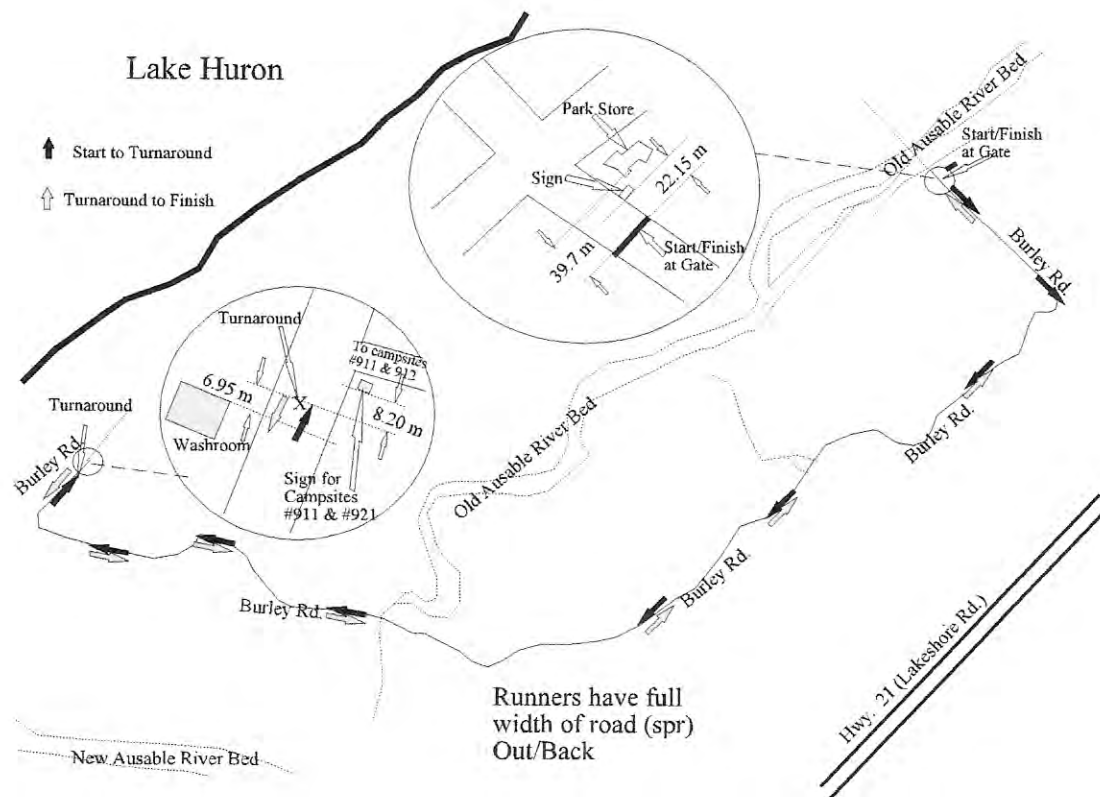 Lake Huron
Start to Turnaround
Turnaround to Finish
Park Store
Sign
22.15 m
39.7 m
Start/Finish
at Gate
Old Ausable River Bed
Start/Finish
at Gate
Burley Rd.
Turnaround
To campsites
#911 & 912
6.95 m
X
8.20 m
Washroom
Sign for
Campsites
#911 & #921
Turnaround
Burley Rd.
Old Ausable River Bed
Burley Rd.
Burley Rd.
Burley Rd.
Hwy. 21 (Lakeshore Rd.)
Runners have full
width of road (spr)
Out/Back
New Ausable River Bed